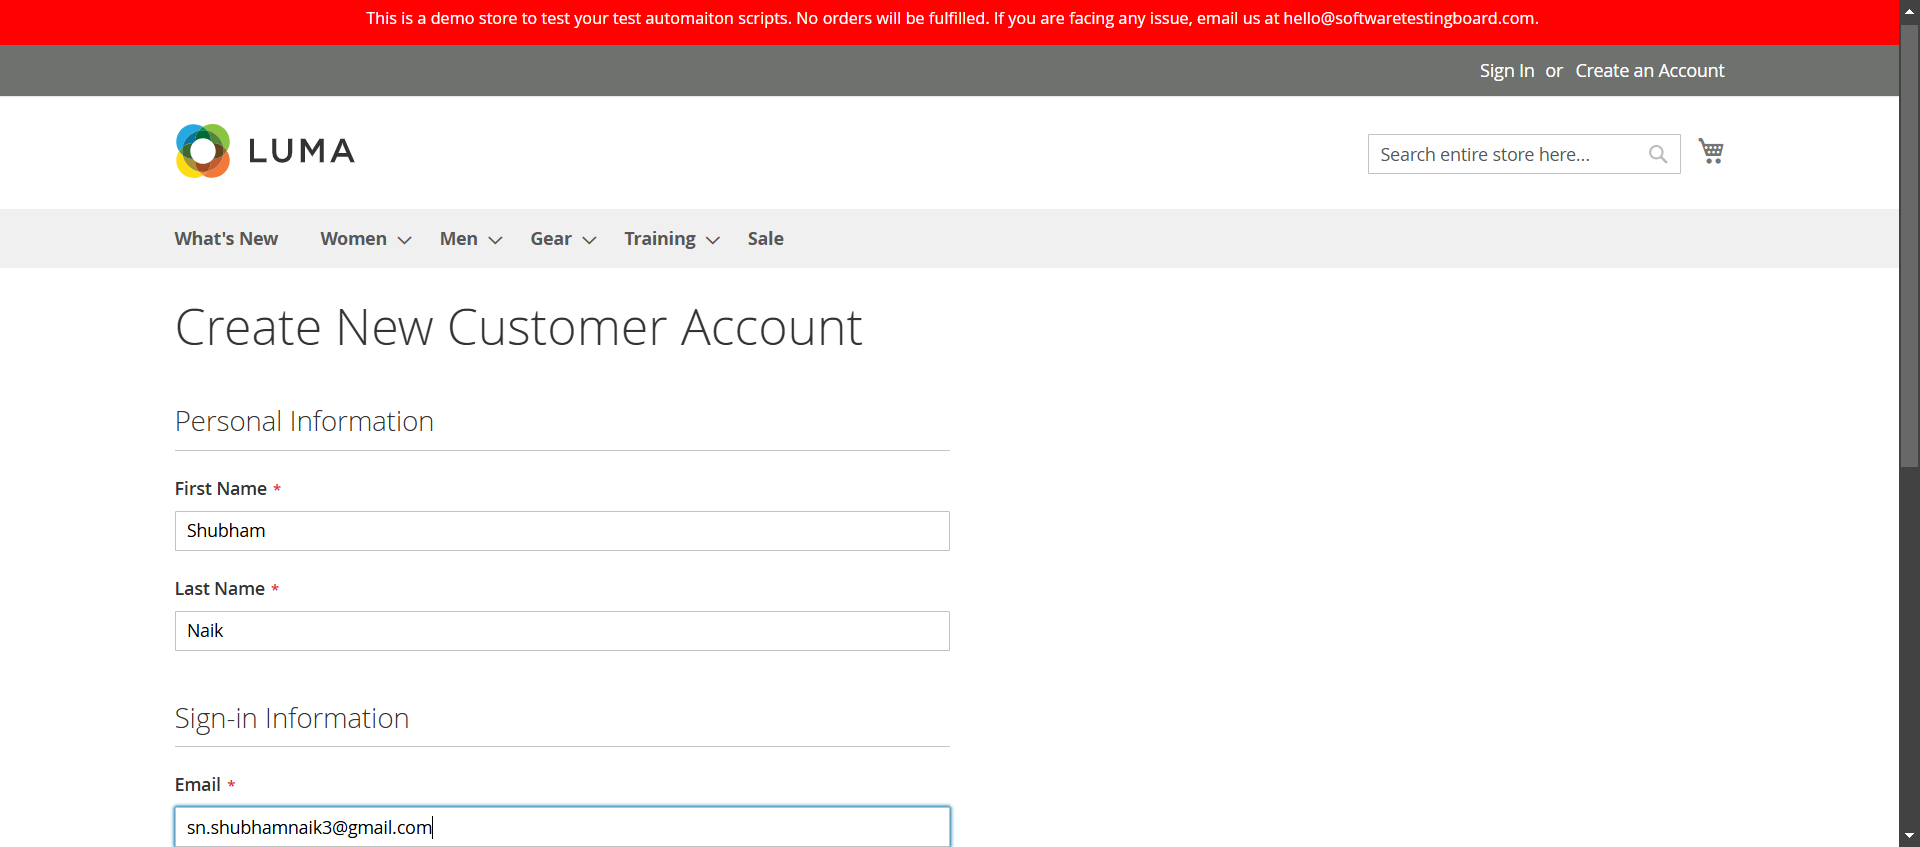 This is a demo store to test your test automaiton scripts. No orders will be fulfilled. If you are facing any issue, email us at hello@softwaretestingboard.com.
Sign In or Create an Account
LUMA
Search entire store here...
What's New Women Men Gear Training Sale
Create New Customer Account
Personal Information
First Name *
Shubham
Last Name *
Naik
Sign-in Information
Email *
sn.shubhamnaik3@gmail.com